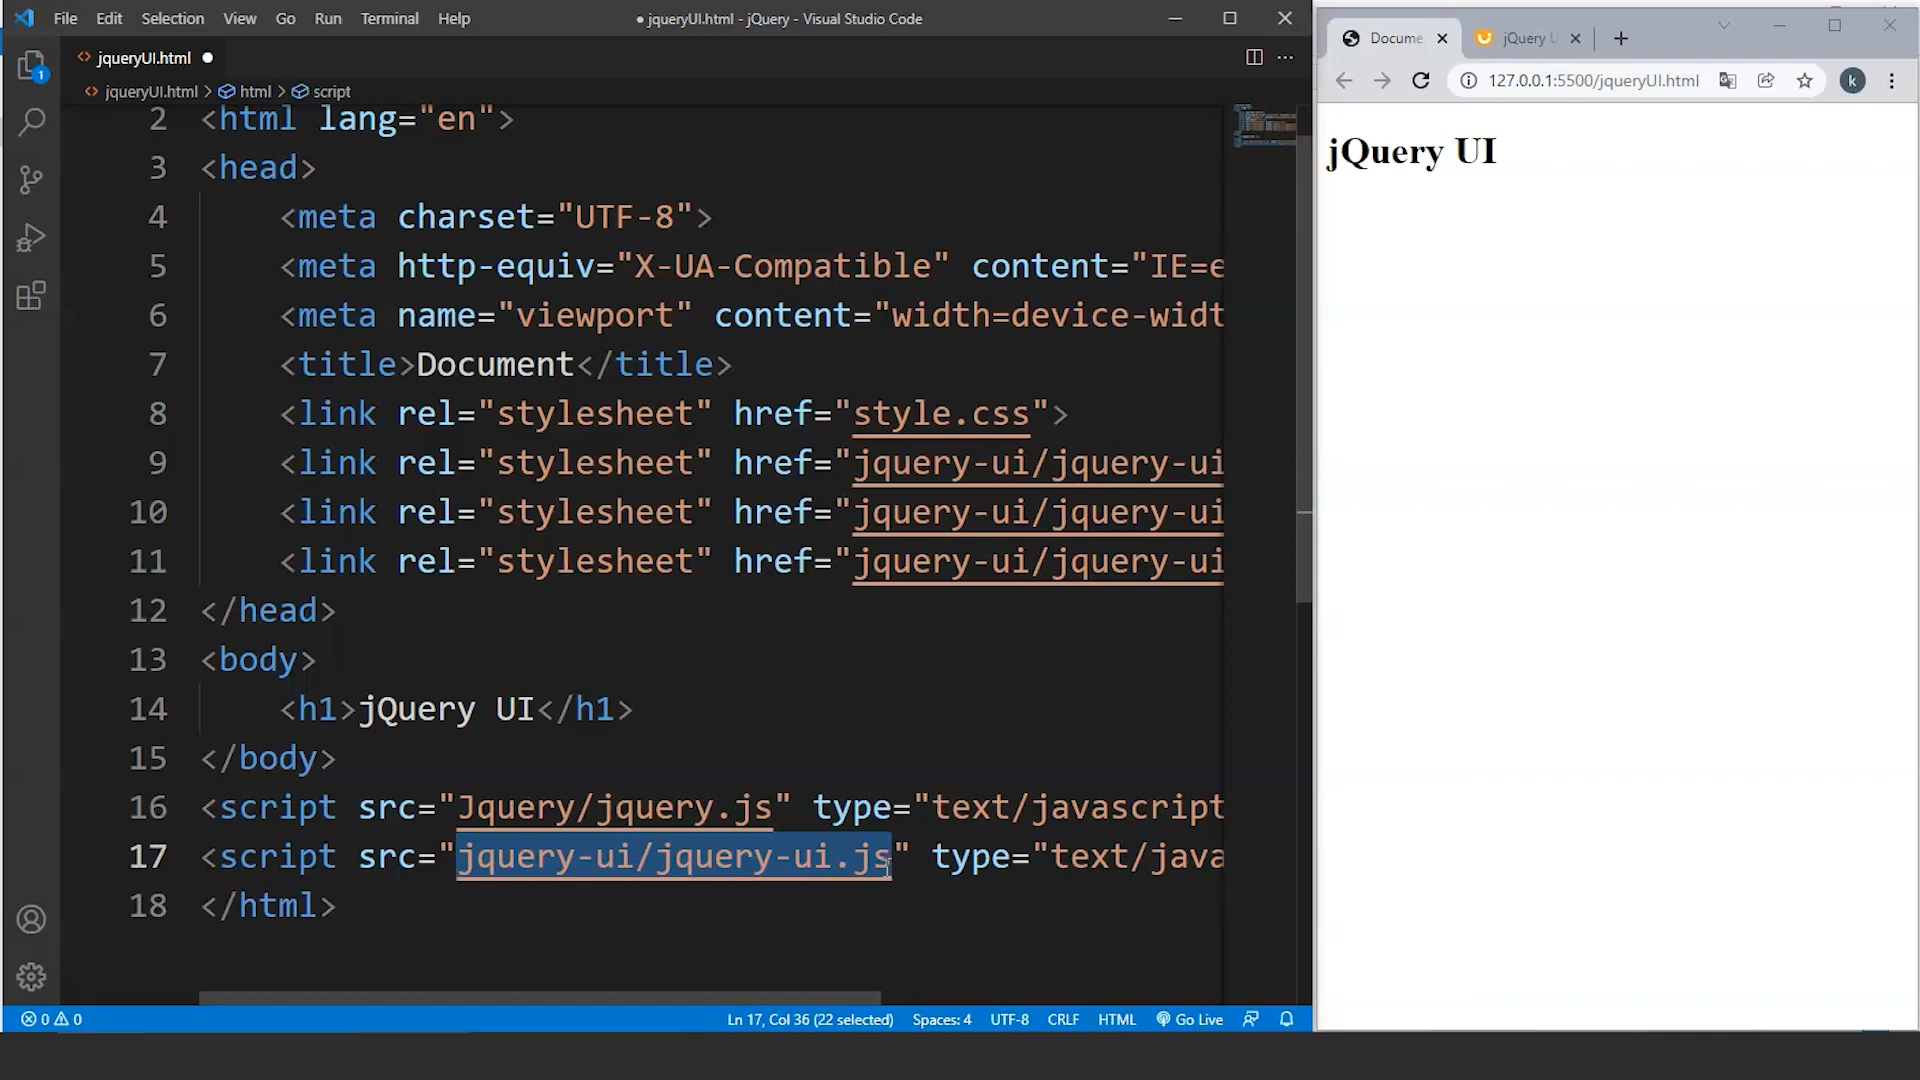 File Edit Selection View Go Run Terminal Help
● jqueryUI.html - jQuery - Visual Studio Code
jqueryUI.html
jqueryUI.html > html > script
2 <html lang="en">
3 <head>
4 <meta charset="UTF-8">
5 <meta http-equiv="X-UA-Compatible" content="IE=e
6 <meta name="viewport" content="width=device-widt
7 <title>Document</title>
8 <link rel="stylesheet" href="style.css">
9 <link rel="stylesheet" href="jquery-ui/jquery-ui
10 <link rel="stylesheet" href="jquery-ui/jquery-ui
11 <link rel="stylesheet" href="jquery-ui/jquery-ui
12 </head>
13 <body>
14 <h1>jQuery UI</h1>
15 </body>
16 <script src="Jquery/jquery.js" type="text/javascript
17 <script src="jquery-ui/jquery-ui.js" type="text/java
18 </html>
1
0 0
Ln 17, Col 36 (22 selected) Spaces: 4 UTF-8 CRLF HTML Go Live
Docume
jQuery U
127.0.0.1:5500/jqueryUI.html
k
jQuery UI